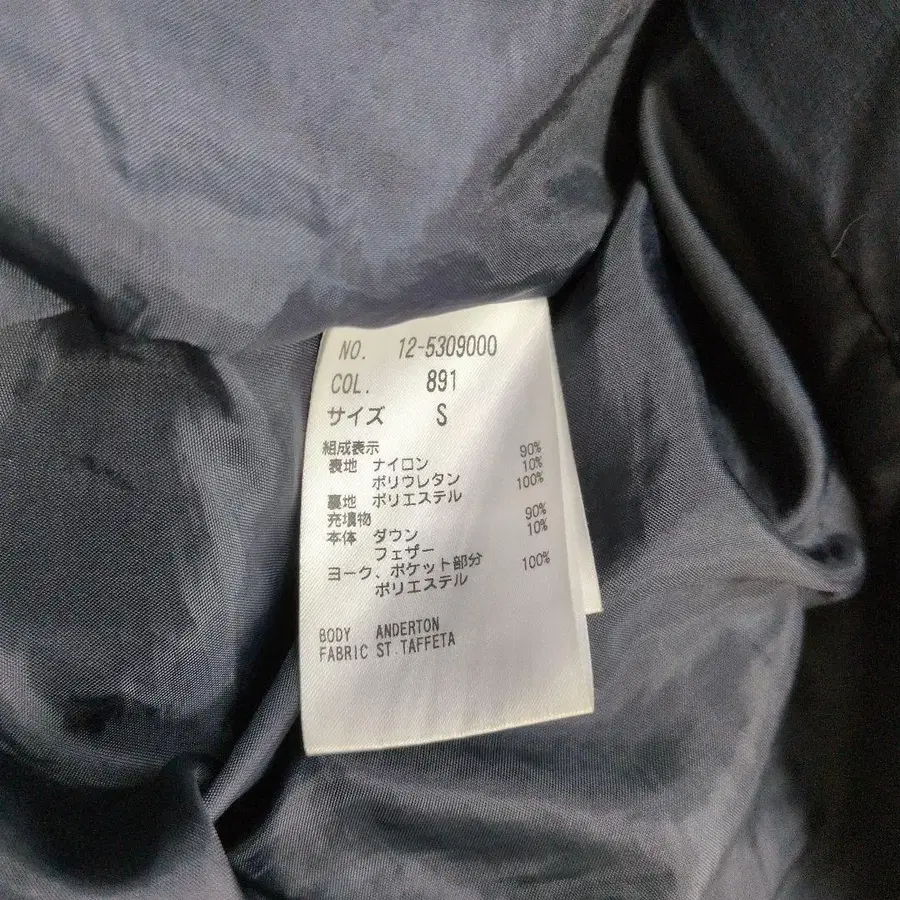 NO. 12-5309000
COL. 891
サイズ S
組成表示
表地 ナイロン 90%
ポリウレタン 10%
裏地 ポリエステル 100%
充填物
本体 ダウン 90%
フェザー 10%
ヨーク、ポケット部分
ポリエステル 100%
BODY ANDERTON
FABRIC ST.TAFFETA